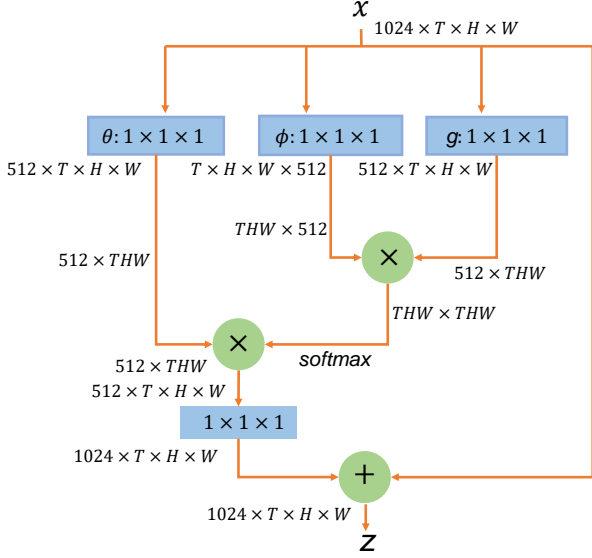 x
1024 × T × H × W
θ: 1 × 1 × 1
ϕ: 1 × 1 × 1
g: 1 × 1 × 1
512 × T × H × W
T × H × W × 512
512 × T × H × W
THW × 512
×
512 × THW
512 × THW
THW × THW
×
softmax
512 × THW
512 × T × H × W
1 × 1 × 1
1024 × T × H × W
+
1024 × T × H × W
z